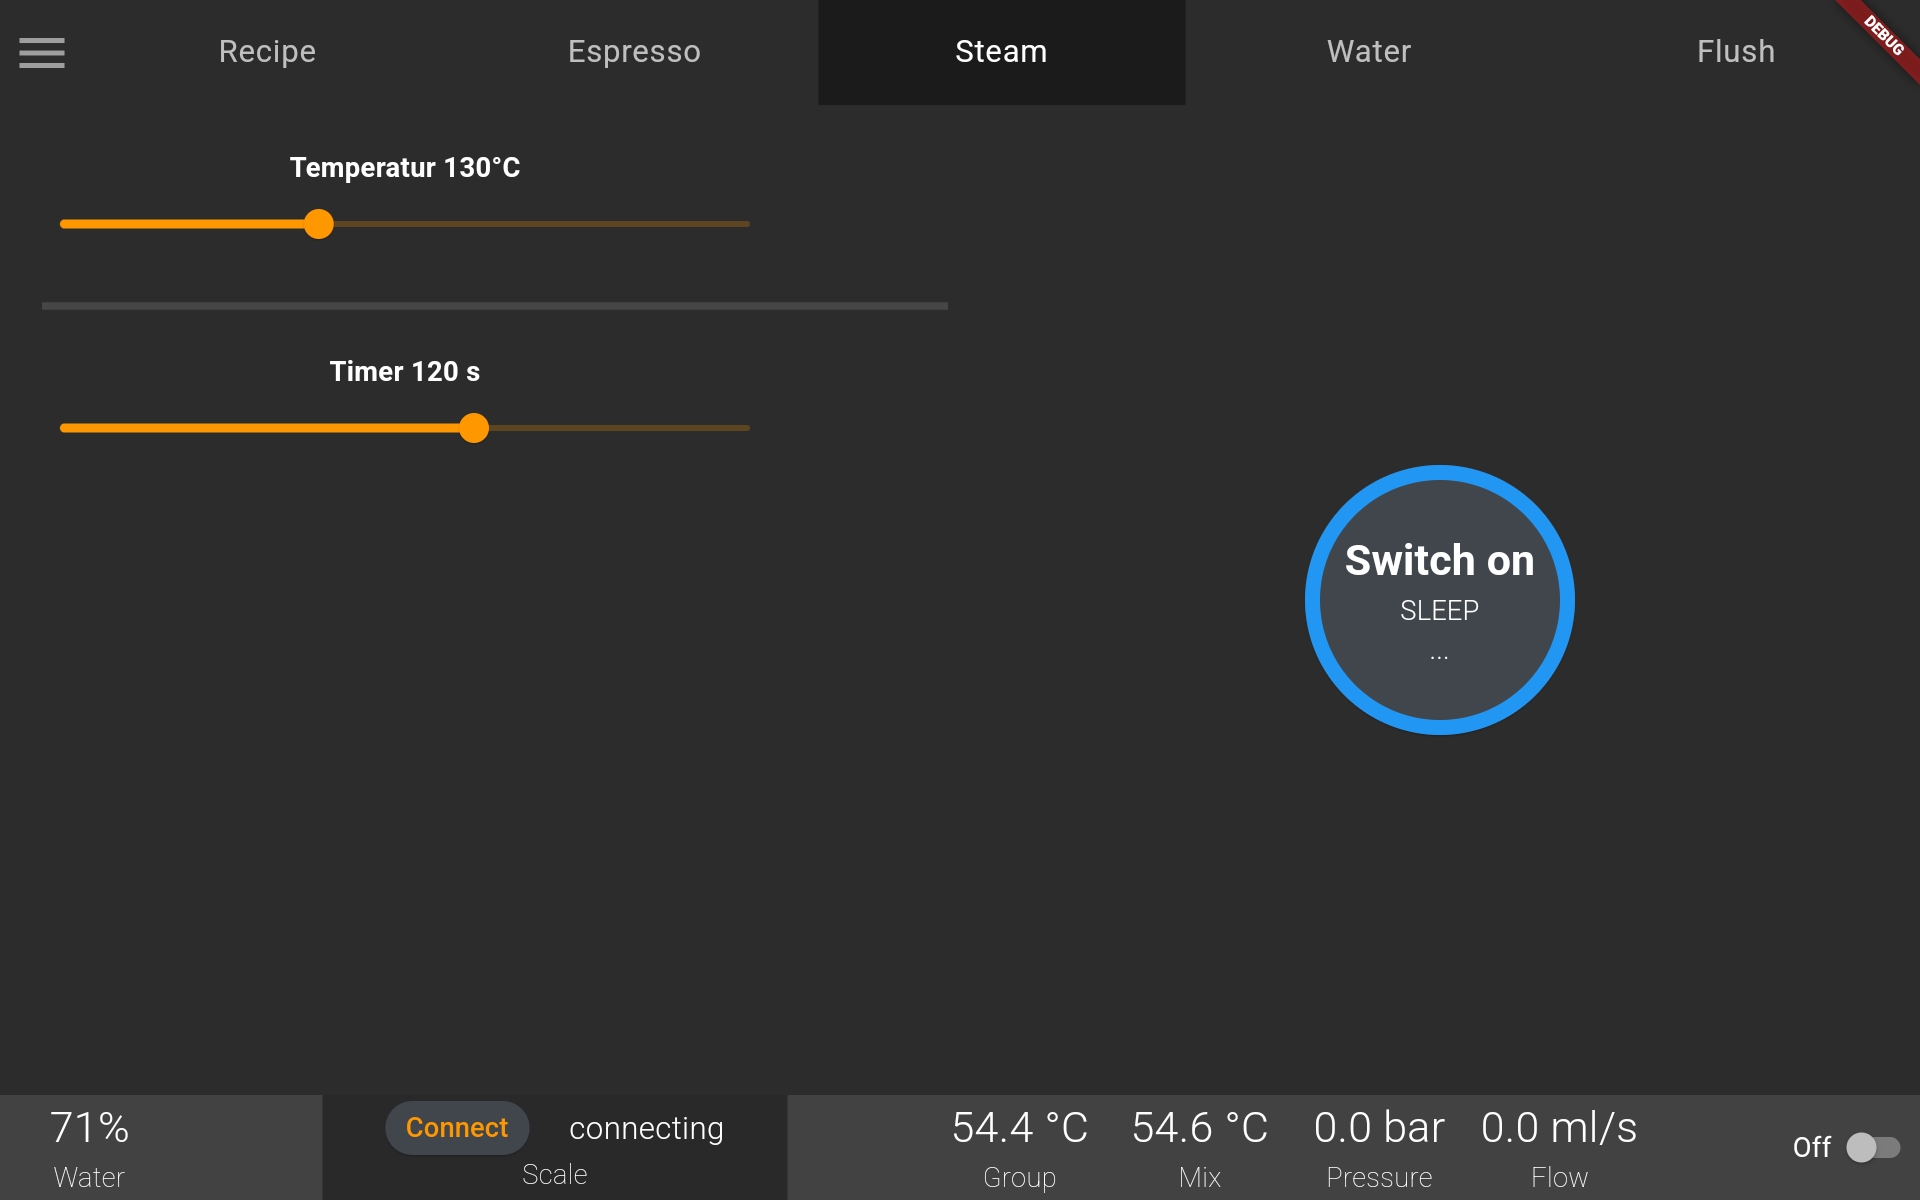 Recipe
Espresso
Steam
Water
Flush
DEBUG
Temperatur 130°C
Timer 120 s
Switch on
SLEEP
...
71%
Water
Connect
connecting
Scale
54.4 °C
Group
54.6 °C
Mix
0.0 bar
Pressure
0.0 ml/s
Flow
Off